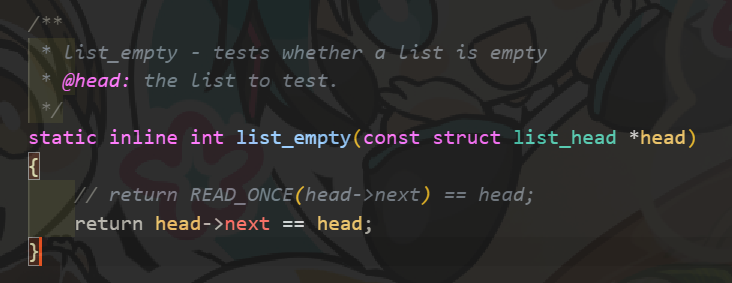 /**
 * list_empty - tests whether a list is empty
 * @head: the list to test.
 */
static inline int list_empty(const struct list_head *head)
{
    // return READ_ONCE(head->next) == head;
    return head->next == head;
}